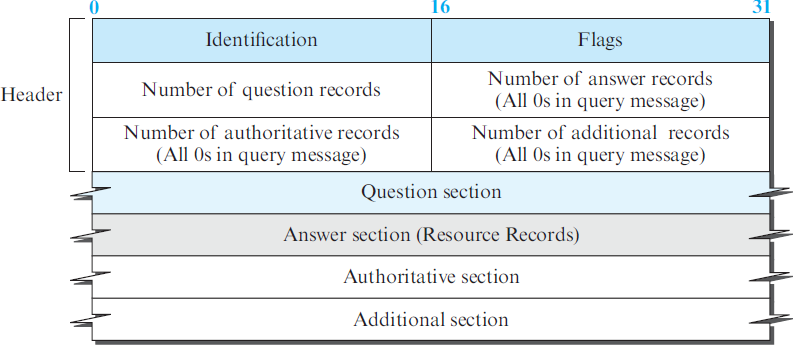 0 16 31
Header
Identification Flags
Number of question records
Number of answer records
(All 0s in query message)
Number of authoritative records
(All 0s in query message)
Number of additional records
(All 0s in query message)
Question section
Answer section (Resource Records)
Authoritative section
Additional section